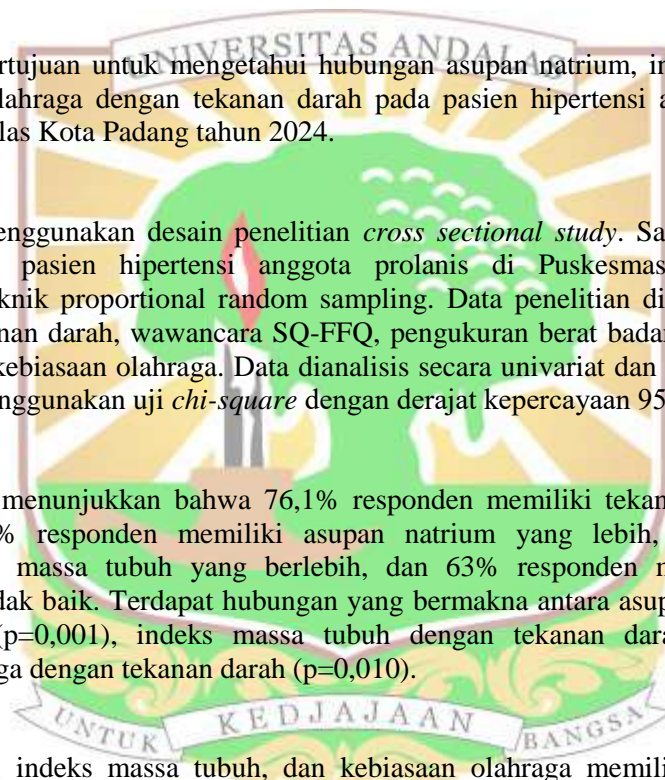 UNIVERSITAS ANDALAS
rtujuan untuk mengetahui hubungan asupan natrium, in
lahraga dengan tekanan darah pada pasien hipertensi a
las Kota Padang tahun 2024.
enggunakan desain penelitian cross sectional study. Sa
pasien hipertensi anggota prolanis di Puskesmas
knik proportional random sampling. Data penelitian di
nan darah, wawancara SQ-FFQ, pengukuran berat badan
kebiasaan olahraga. Data dianalisis secara univariat dan
nggunakan uji chi-square dengan derajat kepercayaan 95
menunjukkan bahwa 76,1% responden memiliki tekan
% responden memiliki asupan natrium yang lebih,
massa tubuh yang berlebih, dan 63% responden m
dak baik. Terdapat hubungan yang bermakna antara asup
(p=0,001), indeks massa tubuh dengan tekanan dara
ga dengan tekanan darah (p=0,010).
UNTUK KEDJAJAAN BANGSA
indeks massa tubuh, dan kebiasaan olahraga memili